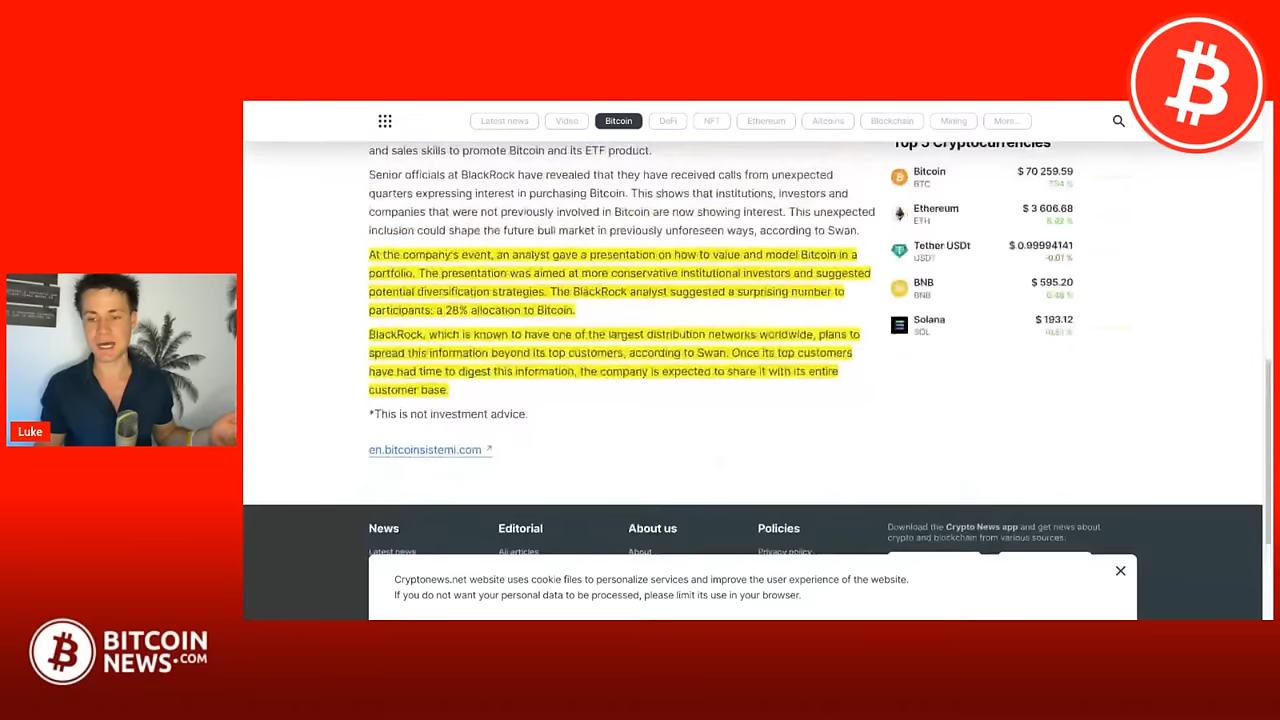 Latest news
Video
Bitcoin
DeFi
NFT
Ethereum
Altcoins
Blockchain
Mining
More...
and sales skills to promote Bitcoin and its ETF product.
Senior officials at BlackRock have revealed that they have received calls from unexpected
quarters expressing interest in purchasing Bitcoin. This shows that institutions, investors and
companies that were not previously involved in Bitcoin are now showing interest. This unexpected
inclusion could shape the future bull market in previously unforeseen ways, according to Swan.
At the company's event, an analyst gave a presentation on how to value and model Bitcoin in a
portfolio. The presentation was aimed at more conservative institutional investors and suggested
potential diversification strategies. The BlackRock analyst suggested a surprising number to
participants: a 28% allocation to Bitcoin.
BlackRock, which is known to have one of the largest distribution networks worldwide, plans to
spread this information beyond its top customers, according to Swan. Once its top customers
have had time to digest this information, the company is expected to share it with its entire
customer base.
*This is not investment advice.
en.bitcoinsistemi.com
Top 5 Cryptocurrencies
Bitcoin $ 70 259.59
BTC
Ethereum $ 3 606.68
ETH
Tether USDt $ 0.99994141
USDT -0.01 %
BNB $ 595.20
BNB
Solana $ 193.12
SOL
Luke
News
Editorial
About us
Policies
Latest news
All articles
About
Privacy policy
Download the Crypto News app and get news about
crypto and blockchain from various sources.
Cryptonews.net website uses cookie files to personalize services and improve the user experience of the website.
If you do not want your personal data to be processed, please limit its use in your browser.
BITCOIN
NEWS.COM